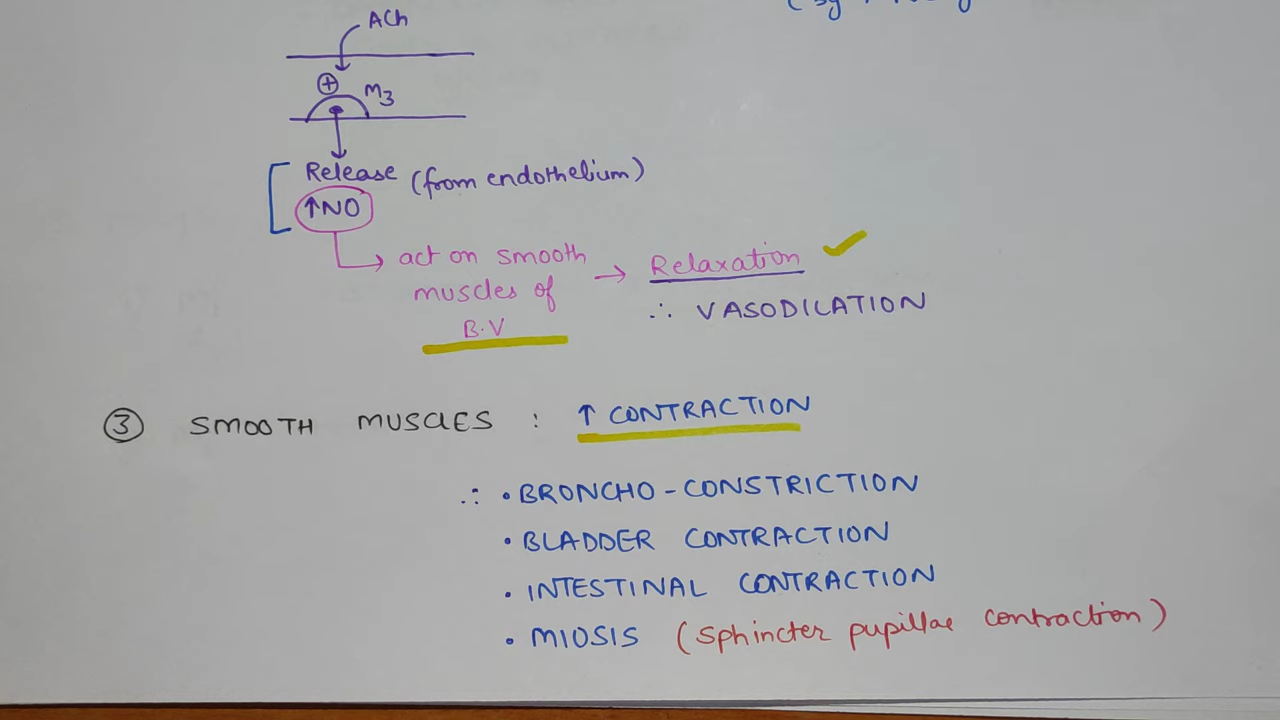 ACh
⊕ M3
Release (from endothelium)
↑NO
→ act on smooth → Relaxation ✓
muscles of ∴ VASODILATION
B.V
③ SMOOTH MUSCLES : ↑ CONTRACTION
∴ • BRONCHO-CONSTRICTION
• BLADDER CONTRACTION
• INTESTINAL CONTRACTION
• MIOSIS (Sphincter pupillae contraction)